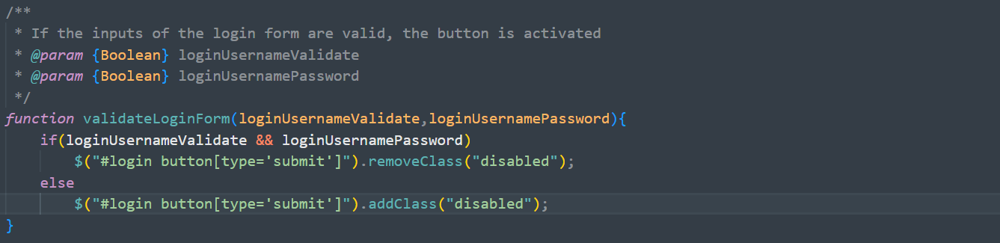 /**
 * If the inputs of the login form are valid, the button is activated
 * @param {Boolean} loginUsernameValidate
 * @param {Boolean} loginUsernamePassword
 */
function validateLoginForm(loginUsernameValidate,loginUsernamePassword){
    if(loginUsernameValidate && loginUsernamePassword)
        $("#login button[type='submit']").removeClass("disabled");
    else
        $("#login button[type='submit']").addClass("disabled");
}